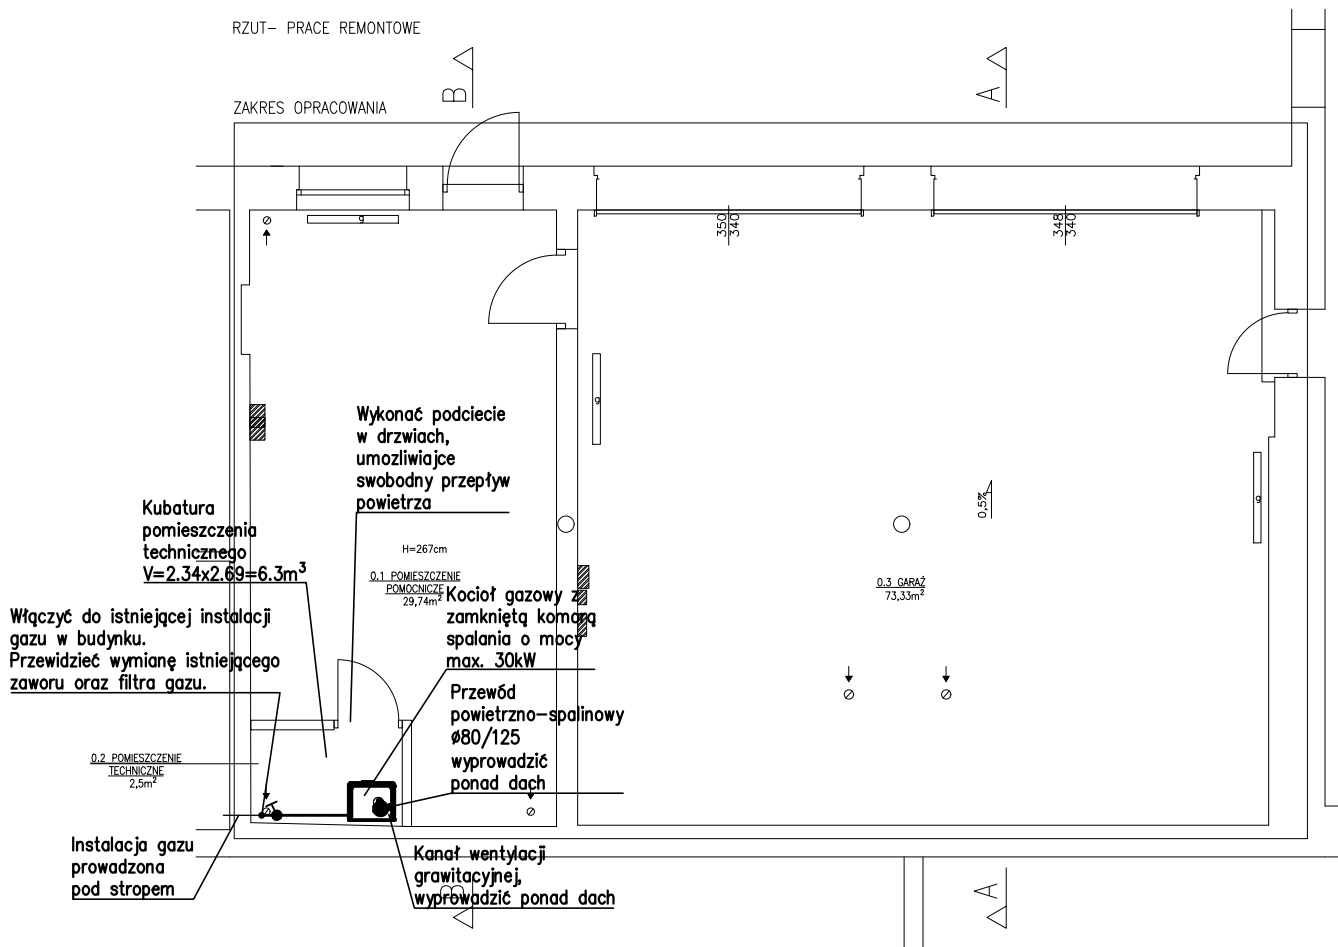 RZUT- PRACE REMONTOWE
ZAKRES OPRACOWANIA
B
A
g
350
340
348
340
g
g
0,5%
Wykonać podciecie
w drzwiach,
umozliwiajce
swobodny przepływ
powietrza
Kubatura
pomieszczenia
technicznego
V=2.34x2.69=6.3m³
H=267cm
0.1 POMIESZCZENIE
POMOCNICZE
29,74m²
0.3 GARAŻ
73,33m²
Kocioł gazowy z
zamkniętą komorą
spalania o mocy
max. 30kW
Włączyć do istniejącej instalacji
gazu w budynku.
Przewidzieć wymianę istniejącego
zaworu oraz filtra gazu.
Przewód
powietrzno-spalinowy
ø80/125
wyprowadzić
ponad dach
0.2 POMIESZCZENIE
TECHNICZNE
2,5m²
Instalacja gazu
prowadzona
pod stropem
Kanał wentylacji
grawitacyjnej,
wyprowadzić ponad dach
B
A